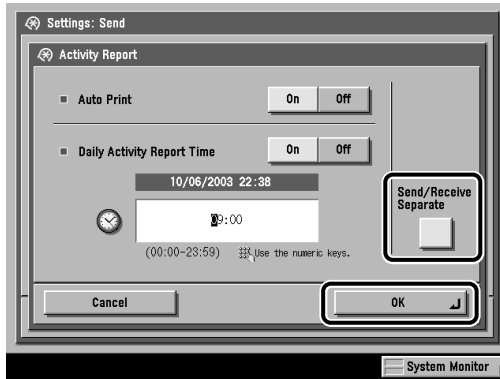 Settings: Send
Activity Report
Auto Print
On Off
Daily Activity Report Time
On Off
10/06/2003 22:38
09:00
(00:00-23:59) Use the numeric keys.
Send/Receive
Separate
Cancel
OK
System Monitor